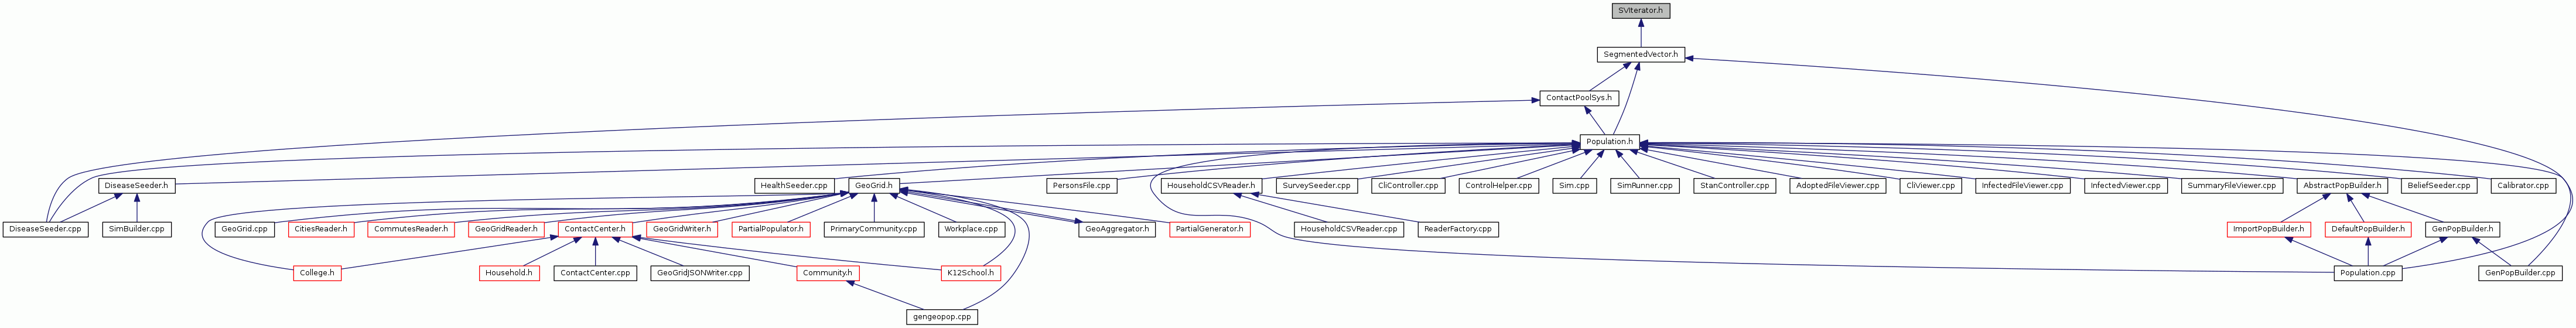 SVIterator.h
SegmentedVector.h
ContactPoolSys.h
Population.h
DiseaseSeeder.h
HealthSeeder.cpp
GeoGrid.h
PersonsFile.cpp
HouseholdCSVReader.h
SurveySeeder.cpp
CliController.cpp
ControlHelper.cpp
Sim.cpp
SimRunner.cpp
StanController.cpp
AdoptedFileViewer.cpp
CliViewer.cpp
InfectedFileViewer.cpp
InfectedViewer.cpp
SummaryFileViewer.cpp
AbstractPopBuilder.h
BeliefSeeder.cpp
Calibrator.cpp
DiseaseSeeder.cpp
SimBuilder.cpp
GeoGrid.cpp
CitiesReader.h
CommutesReader.h
GeoGridReader.h
ContactCenter.h
GeoGridWriter.h
PartialPopulator.h
PrimaryCommunity.cpp
Workplace.cpp
GeoAggregator.h
PartialGenerator.h
HouseholdCSVReader.cpp
ReaderFactory.cpp
ImportPopBuilder.h
DefaultPopBuilder.h
GenPopBuilder.h
College.h
Household.h
ContactCenter.cpp
GeoGridJSONWriter.cpp
Community.h
K12School.h
Population.cpp
GenPopBuilder.cpp
gengeopop.cpp